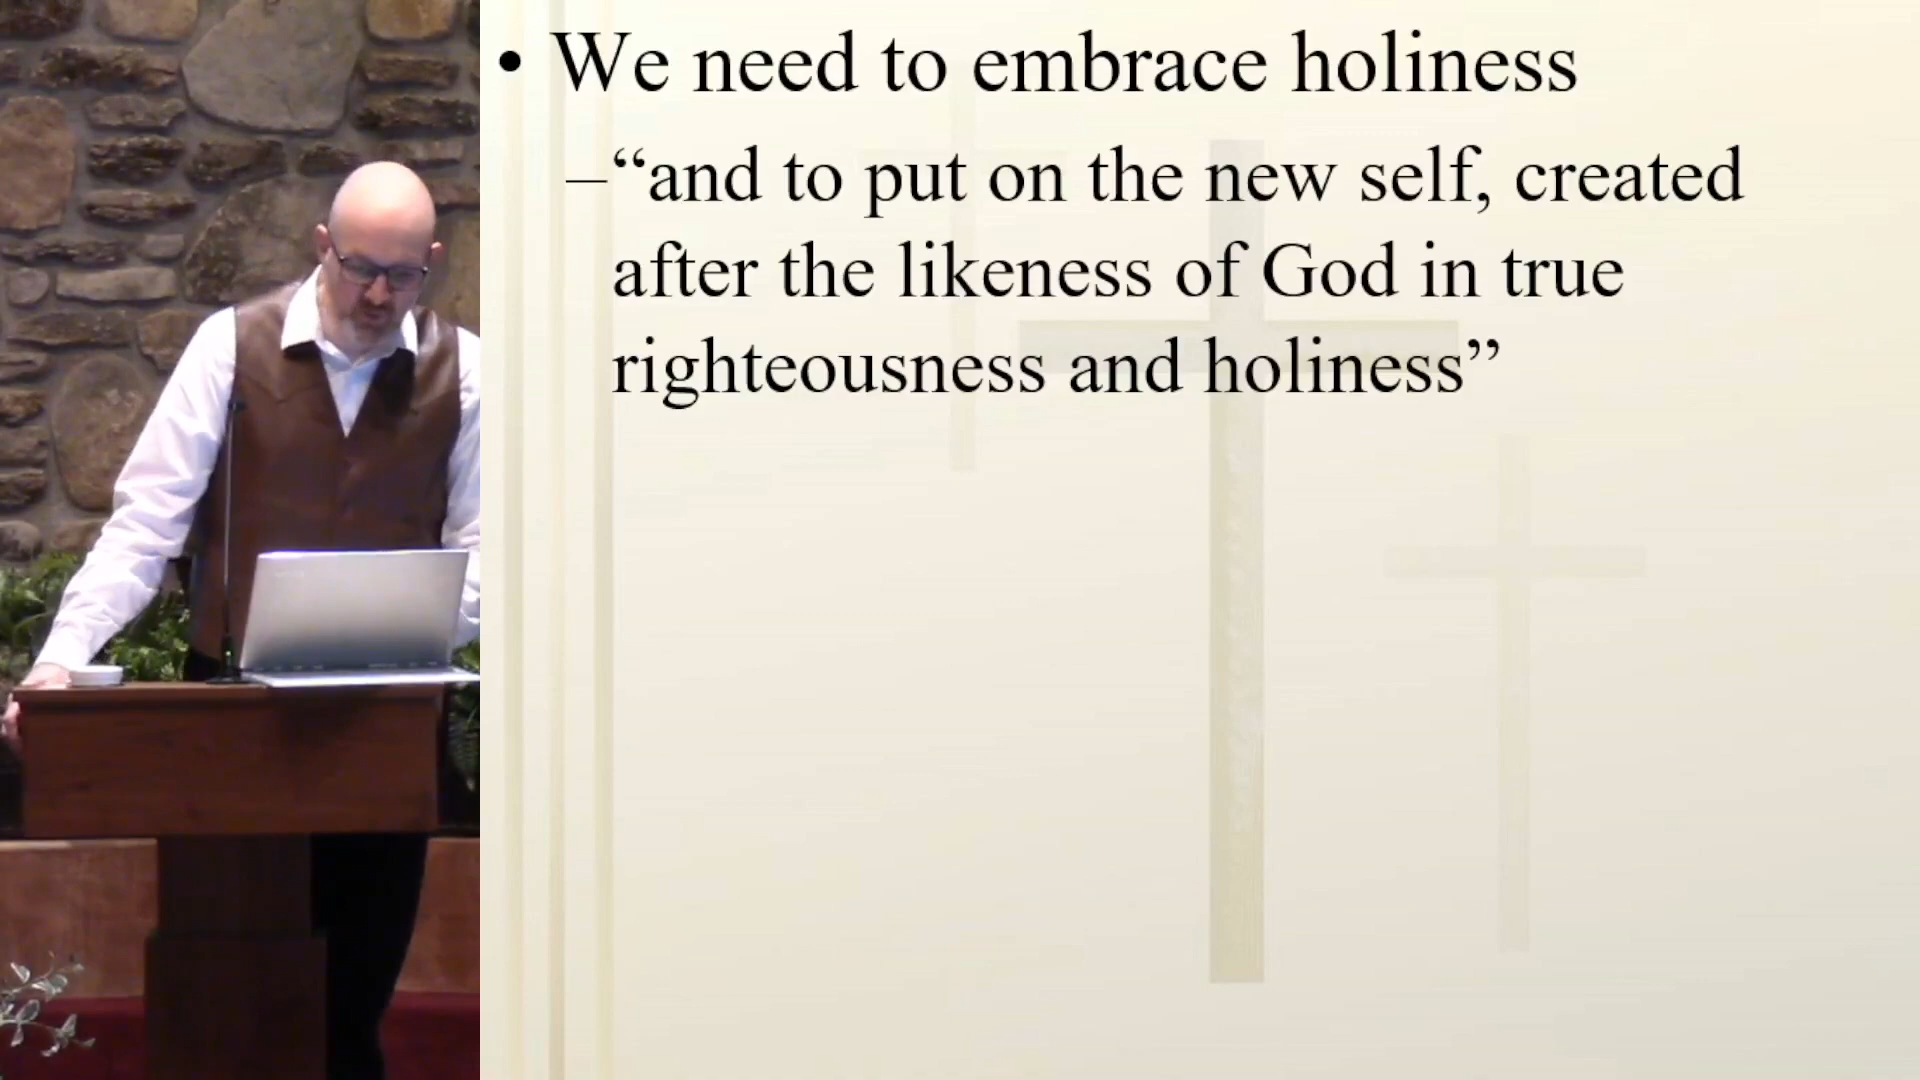 • We need to embrace holiness
–“and to put on the new self, created
after the likeness of God in true
righteousness and holiness”